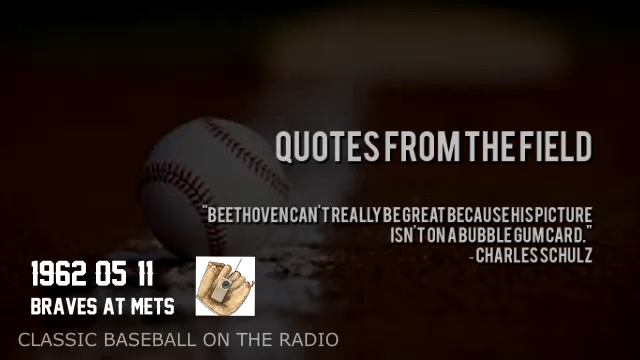 QUOTES FROM THE FIELD
"BEETHOVEN CAN'T REALLY BE GREAT BECAUSE HIS PICTURE
ISN'T ON A BUBBLE GUM CARD."
- CHARLES SCHULZ
1962 05 11
BRAVES AT METS
CLASSIC BASEBALL ON THE RADIO